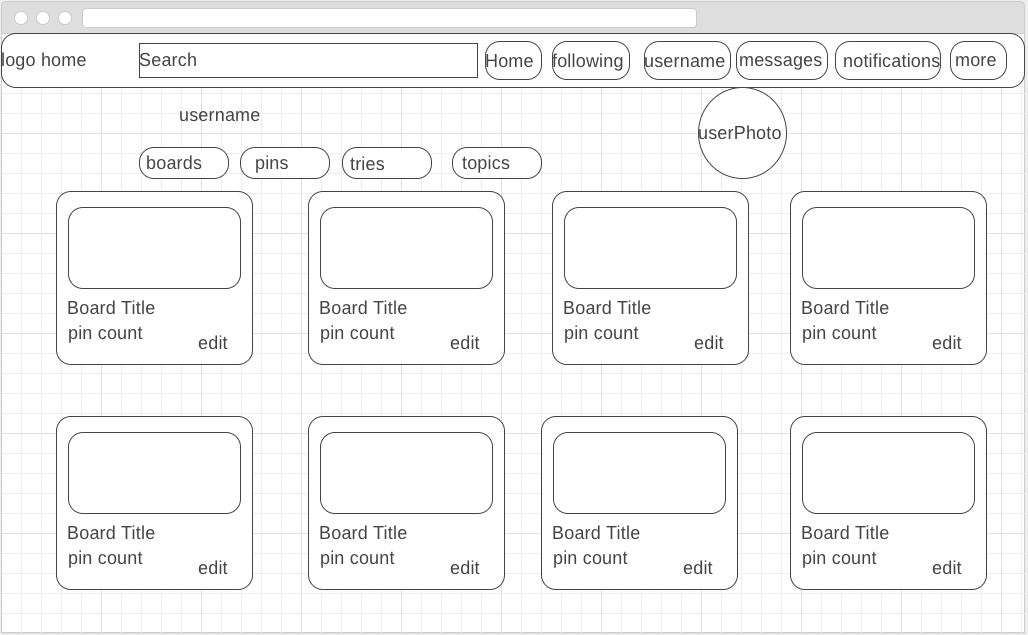 logo home Search Home following username messages notifications more
username
userPhoto
boards pins tries topics
Board Title Board Title Board Title Board Title
pin count pin count pin count pin count
edit edit edit edit
Board Title Board Title Board Title Board Title
pin count pin count pin count pin count
edit edit edit edit